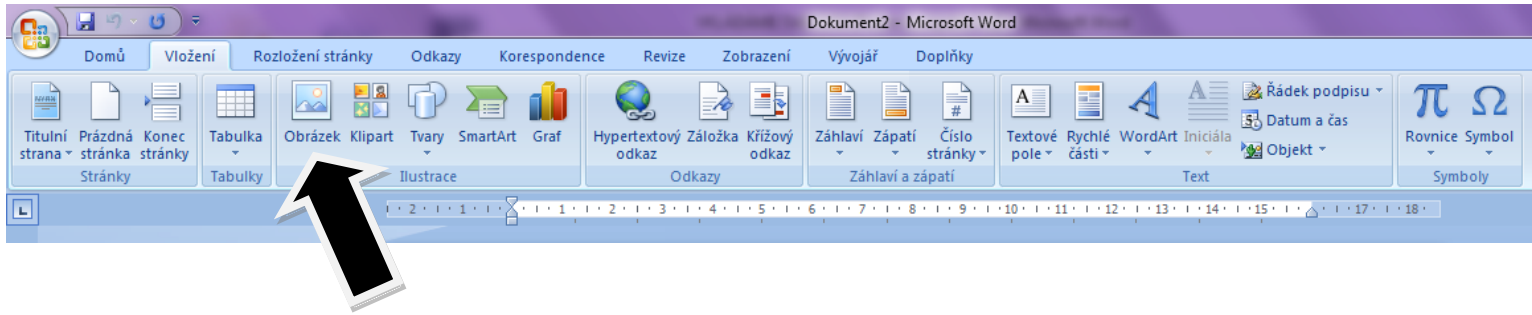 Dokument2 - Microsoft Word
Domů Vložení Rozložení stránky Odkazy Korespondence Revize Zobrazení Vývojář Doplňky
Titulní strana Prázdná stránka Konec stránky Tabulka Obrázek Klipart Tvary SmartArt Graf Hypertextový odkaz Záložka Křížový odkaz Záhlaví Zápatí Číslo stránky Textové pole Rychlé části WordArt Iniciála Řádek podpisu Rovnice Symbol
Datum a čas
Objekt
Stránky Tabulky Ilustrace Odkazy Záhlaví a zápatí Text Symboly
2 1 1 2 3 4 5 6 7 8 9 10 11 12 13 14 15 17 18